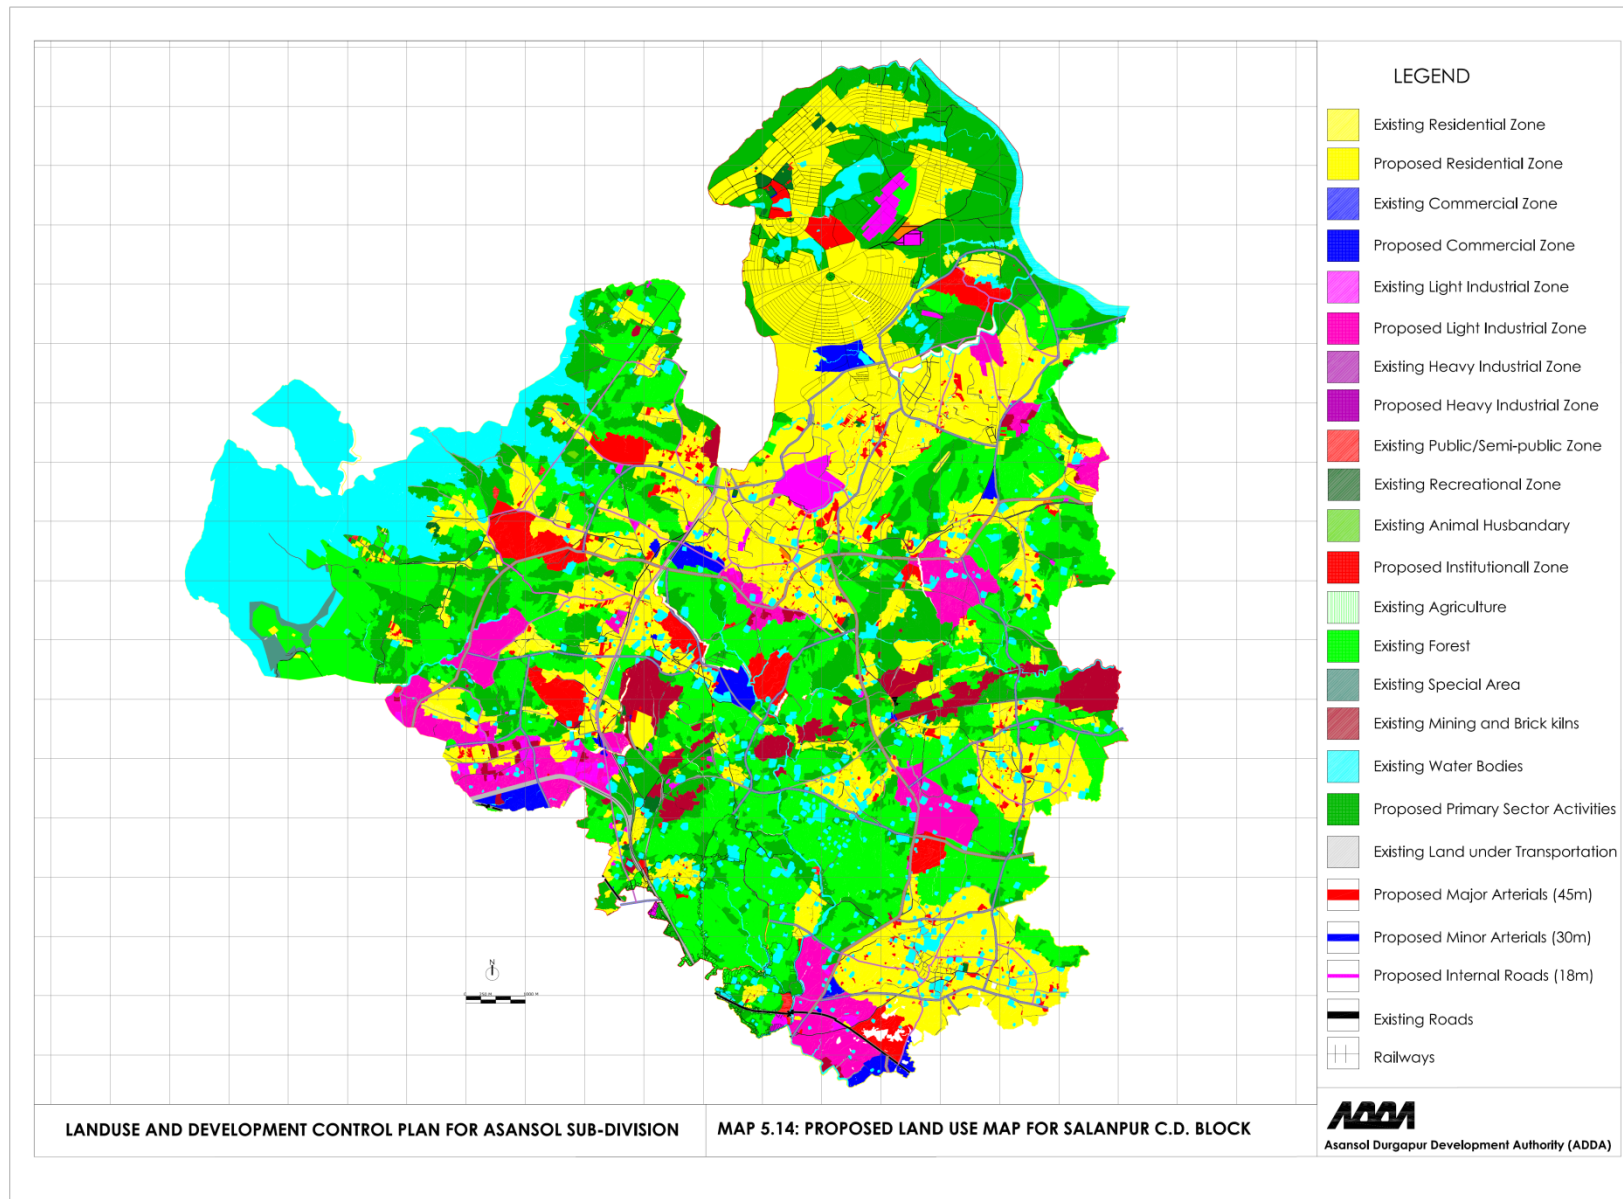 LEGEND
Existing Residential Zone
Proposed Residential Zone
Existing Commercial Zone
Proposed Commercial Zone
Existing Light Industrial Zone
Proposed Light Industrial Zone
Existing Heavy Industrial Zone
Proposed Heavy Industrial Zone
Existing Public/Semi-public Zone
Existing Recreational Zone
Existing Animal Husbandary
Proposed Institutionall Zone
Existing Agriculture
Existing Forest
Existing Special Area
Existing Mining and Brick kilns
Existing Water Bodies
Proposed Primary Sector Activities
Existing Land under Transportation
Proposed Major Arterials (45m)
Proposed Minor Arterials (30m)
Proposed Internal Roads (18m)
Existing Roads
Railways
N
LANDUSE AND DEVELOPMENT CONTROL PLAN FOR ASANSOL SUB-DIVISION
MAP 5.14: PROPOSED LAND USE MAP FOR SALANPUR C.D. BLOCK
ADDA
Asansol Durgapur Development Authority (ADDA)